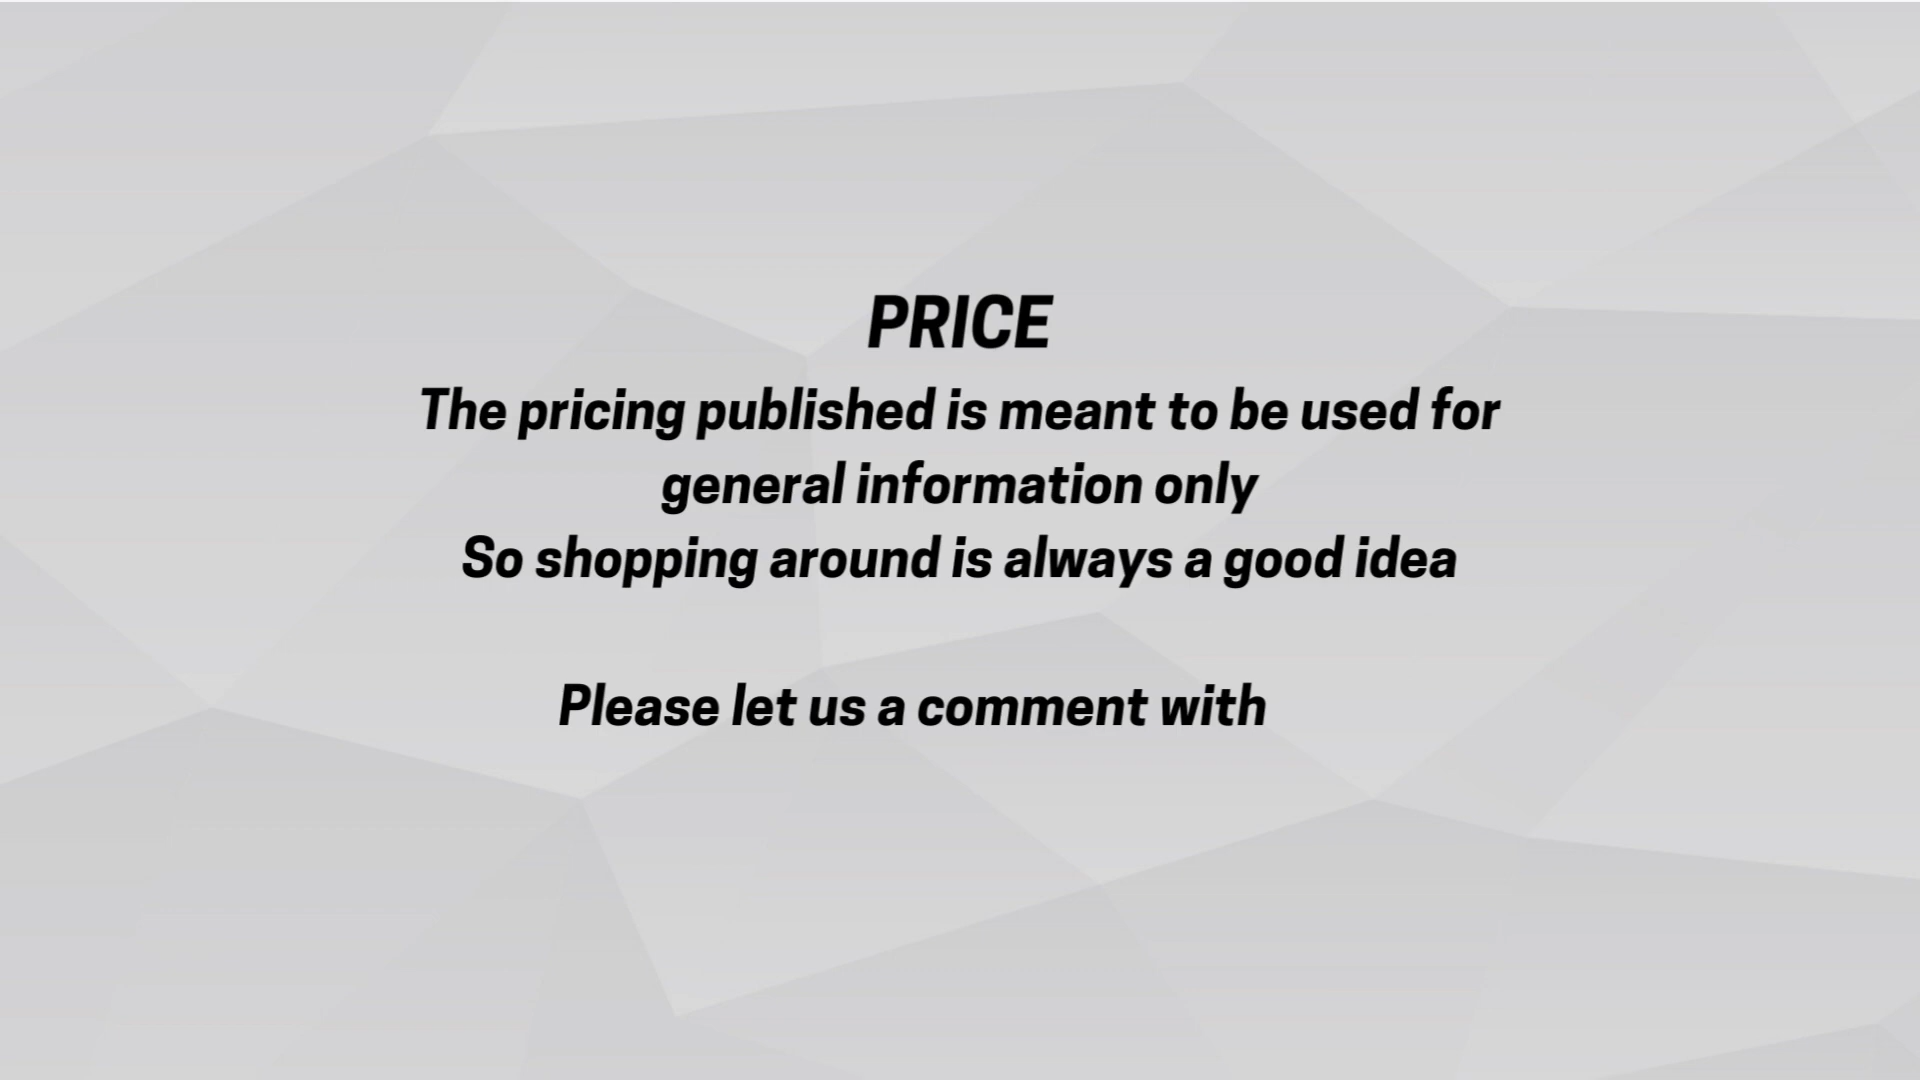 PRICE
The pricing published is meant to be used for
general information only
So shopping around is always a good idea
Please let us a comment with